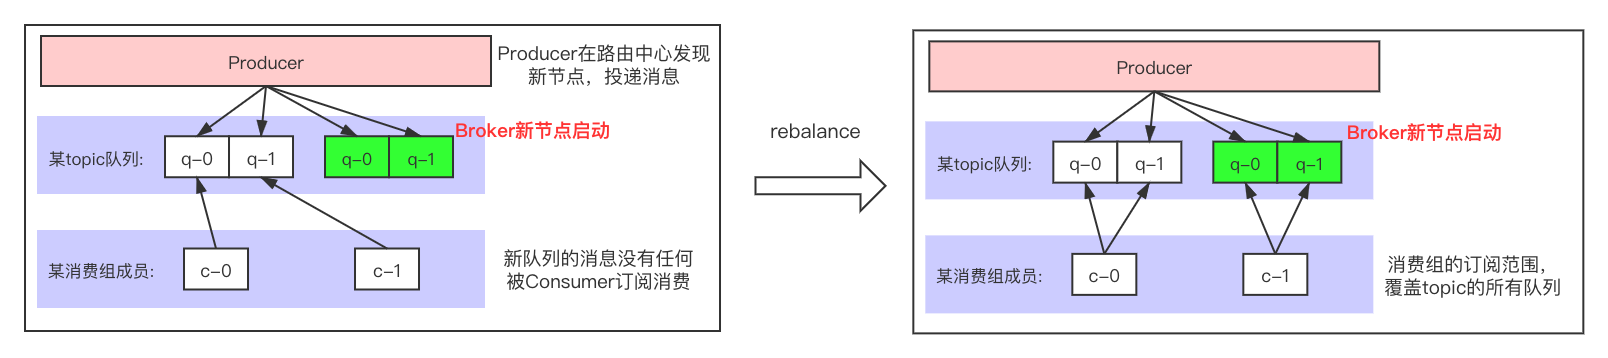 Producer
Producer在路由中心发现
新节点，投递消息
Broker新节点启动
某topic队列:
q-0
q-1
q-0
q-1
某消费组成员:
c-0
c-1
新队列的消息没有任何
被Consumer订阅消费
rebalance
Producer
Broker新节点启动
某topic队列:
q-0
q-1
q-0
q-1
某消费组成员:
c-0
c-1
消费组的订阅范围，
覆盖topic的所有队列